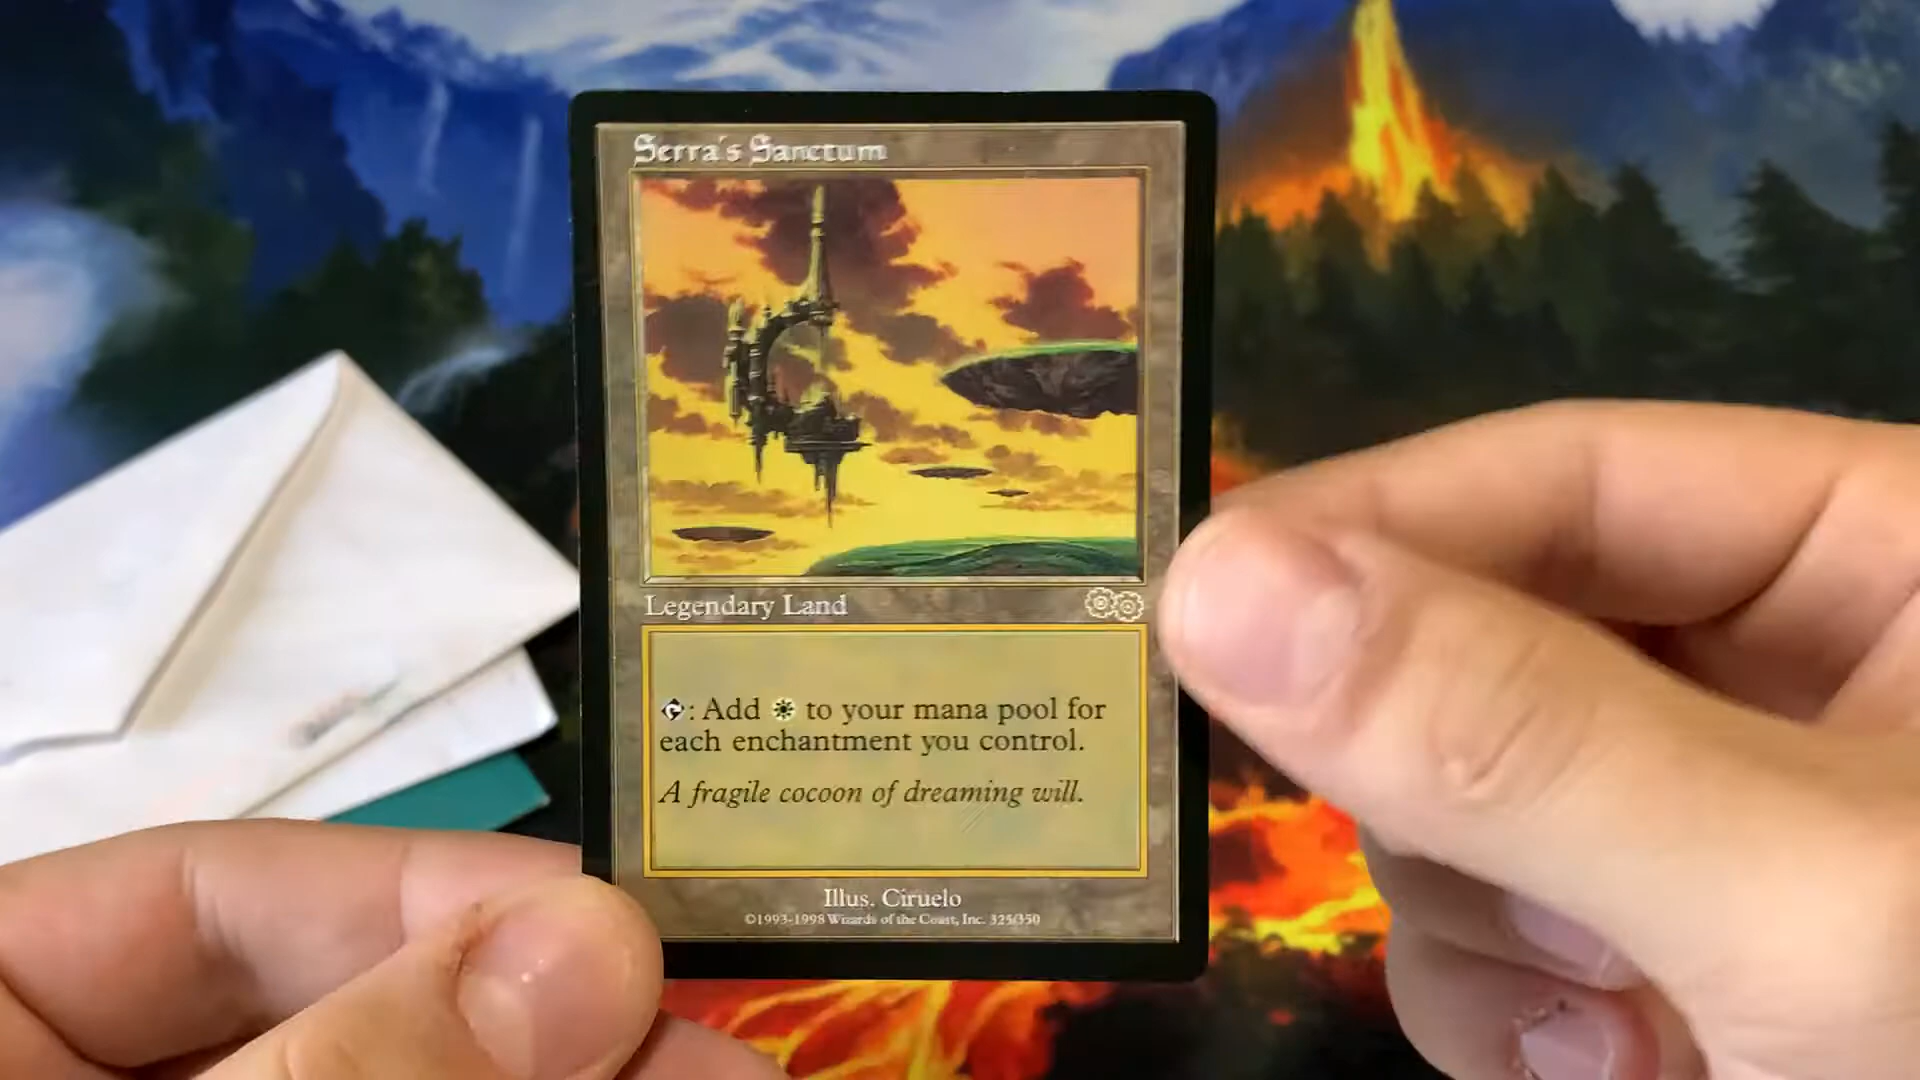 Serra's Sanctum
Legendary Land
: Add to your mana pool for
each enchantment you control.
A fragile cocoon of dreaming will.
Illus. Ciruelo
©1993-1998 Wizards of the Coast, Inc. 325/350